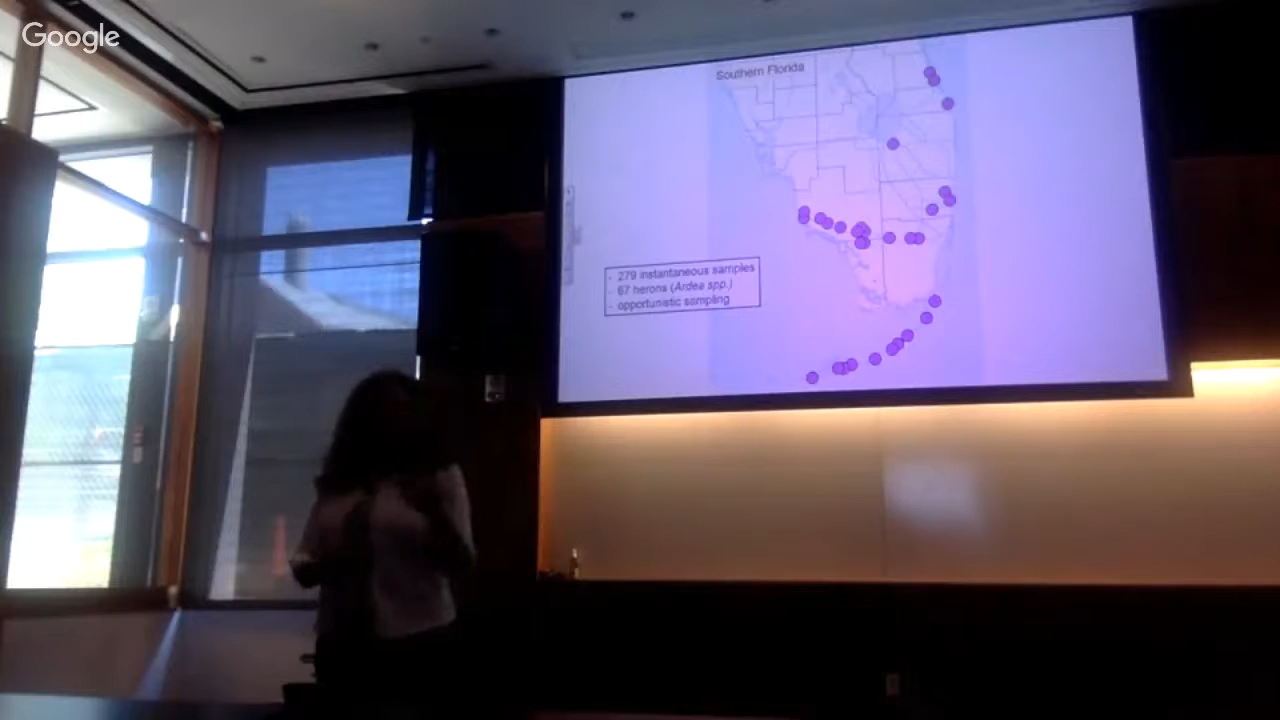 Google
Southern Florida
- 279 instantaneous samples
- 67 herons (Ardea spp.)
- opportunistic sampling